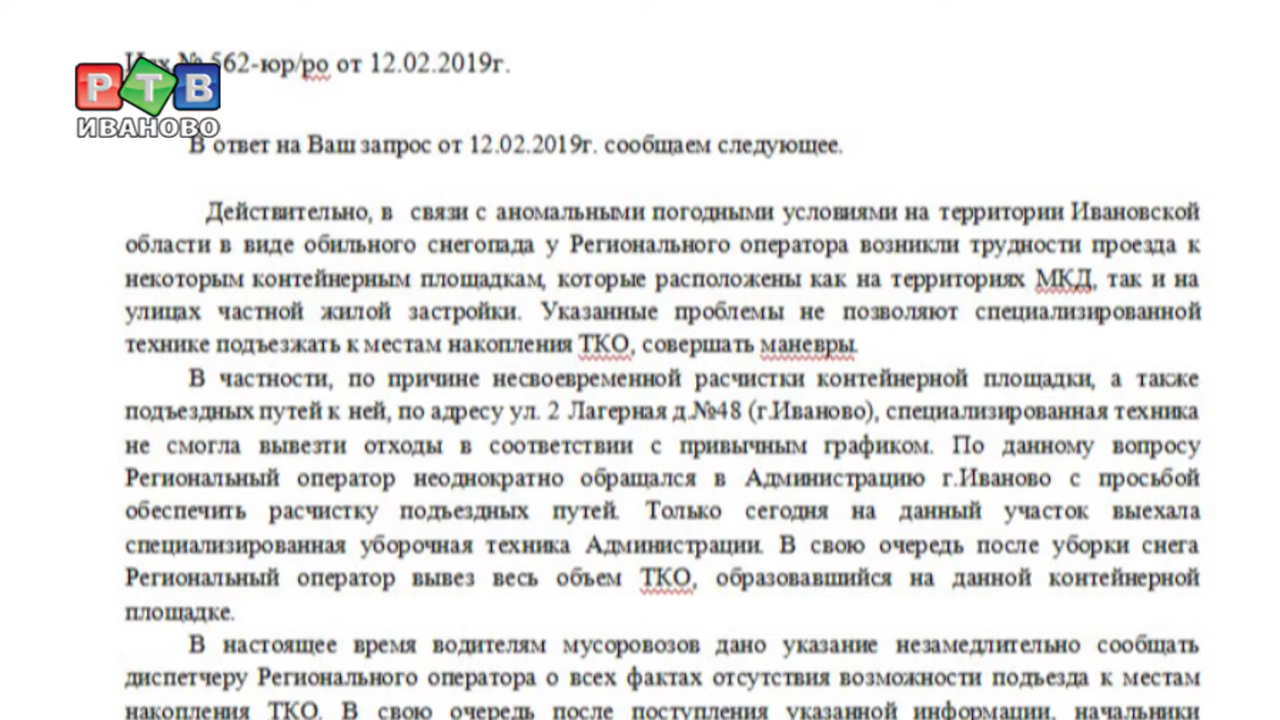 Исх № 562-юр/ро от 12.02.2019г.
РТВ
ИВАНОВО
В ответ на Ваш запрос от 12.02.2019г. сообщаем следующее.
Действительно, в связи с аномальными погодными условиями на территории Ивановской
области в виде обильного снегопада у Регионального оператора возникли трудности проезда к
некоторым контейнерным площадкам, которые расположены как на территориях МКД, так и на
улицах частной жилой застройки. Указанные проблемы не позволяют специализированной
технике подъезжать к местам накопления ТКО, совершать маневры.
В частности, по причине несвоевременной расчистки контейнерной площадки, а также
подъездных путей к ней, по адресу ул. 2 Лагерная д.№48 (г.Иваново), специализированная техника
не смогла вывезти отходы в соответствии с привычным графиком. По данному вопросу
Региональный оператор неоднократно обращался в Администрацию г.Иваново с просьбой
обеспечить расчистку подъездных путей. Только сегодня на данный участок выехала
специализированная уборочная техника Администрации. В свою очередь после уборки снега
Региональный оператор вывез весь объем ТКО, образовавшийся на данной контейнерной
площадке.
В настоящее время водителям мусоровозов дано указание незамедлительно сообщать
диспетчеру Регионального оператора о всех фактах отсутствия возможности подъезда к местам
накопления ТКО. В свою очередь после поступления указанной информации, начальники